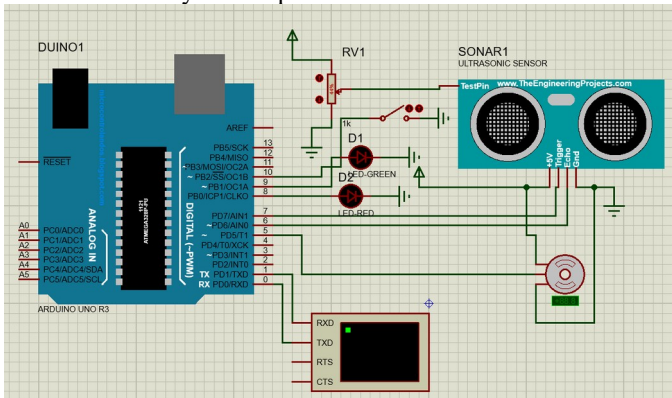 DUINO1
RV1
SONAR1
ULTRASONIC SENSOR
TestPin
www.TheEngineeringProjects.com
+5V
Trigger
Echo
Gnd
1k
D1
LED-GREEN
D2
LED-RED
RESET
AREF
PB5/SCK
13
PB4/MISO
12
PB3/MOSI/OC2A
11
~ PB2/SS/OC1B
10
~ PB1/OC1A
9
PB0/ICP1/CLKO
8
PD7/AIN1
7
~ PD6/AIN0
6
~ PD5/T1
5
PD4/T0/XCK
4
~ PD3/INT1
3
PD2/INT0
2
TX PD1/TXD
1
RX PD0/RXD
0
DIGITAL (~PWM)
ANALOG IN
A0
PC0/ADC0
A1
PC1/ADC1
A2
PC2/ADC2
A3
PC3/ADC3
A4
PC4/ADC4/SDA
A5
PC5/ADC5/SCL
1121
ATMEGA328P-PU
ARDUINO UNO R3
RXD
TXD
RTS
CTS